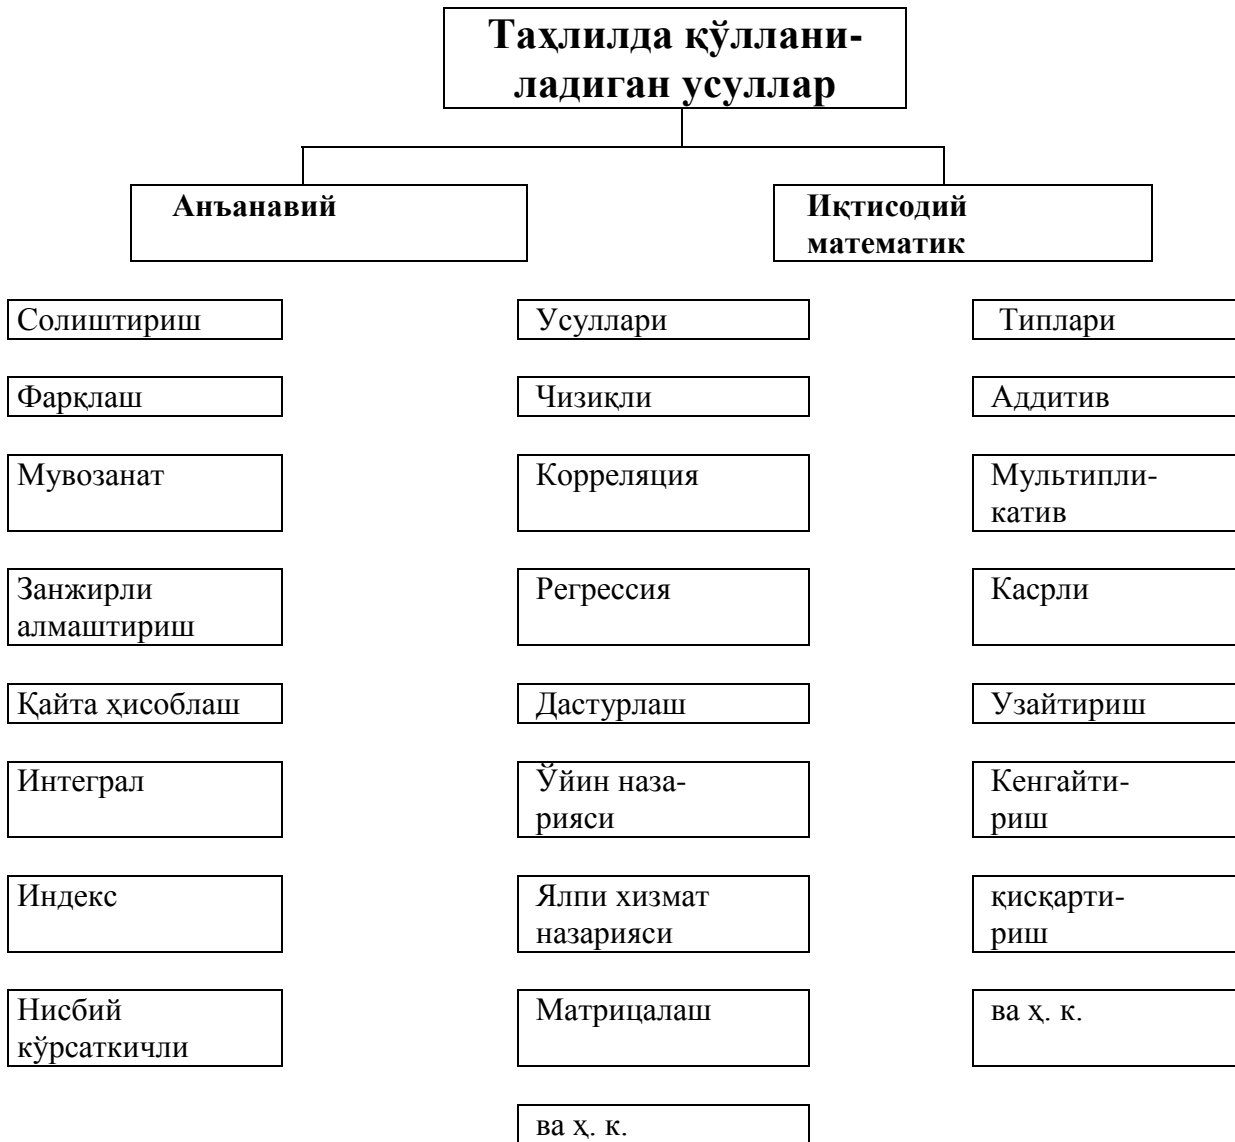 Таҳлилда қўллани-
ладиган усуллар
Анъанавий
Иқтисодий
математик
Солиштириш
Усуллари
Типлари
Фарқлаш
Чизиқли
Аддитив
Мувозанат
Корреляция
Мультипли-
катив
Занжирли
алмаштириш
Регрессия
Касрли
Қайта ҳисоблаш
Дастурлаш
Узайтириш
Интеграл
Ўйин наза-
рияси
Кенгайти-
риш
Индекс
Ялпи хизмат
назарияси
қисқарти-
риш
Нисбий
кўрсаткичли
Матрицалаш
ва ҳ. к.
ва ҳ. к.